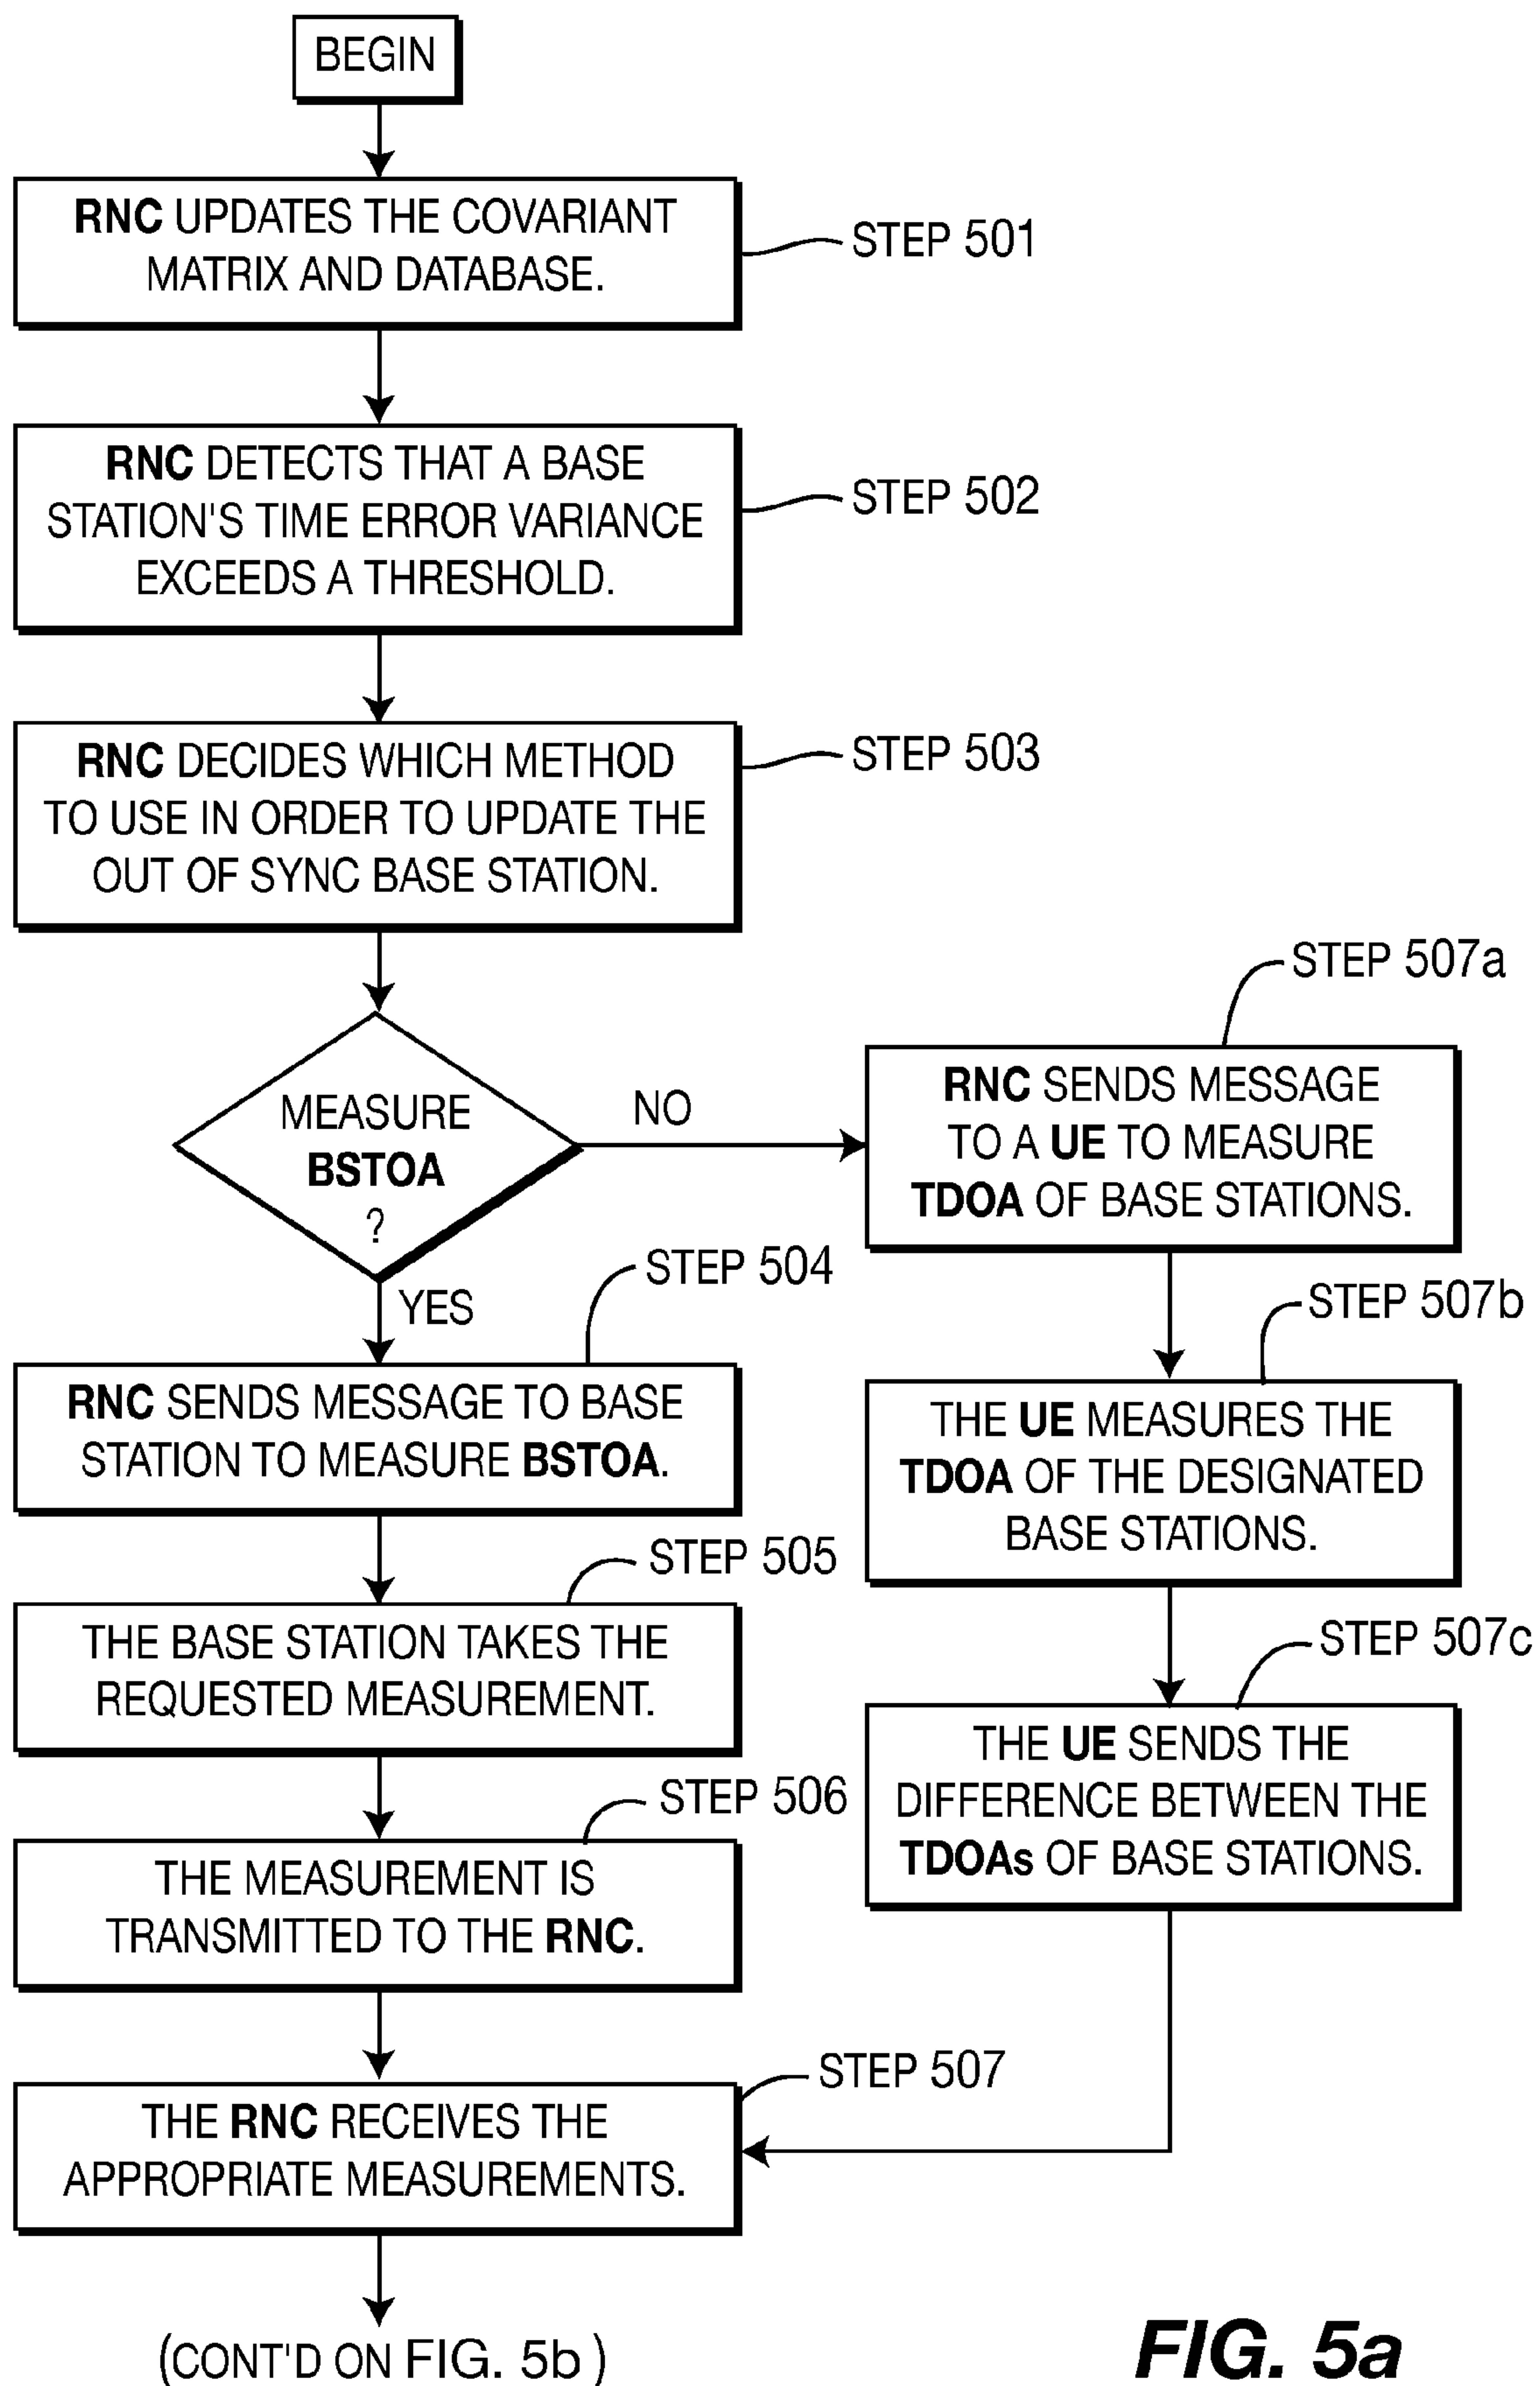 BEGIN
RNC UPDATES THE COVARIANT
MATRIX AND DATABASE.
STEP 501
RNC DETECTS THAT A BASE
STATION'S TIME ERROR VARIANCE
EXCEEDS A THRESHOLD.
STEP 502
RNC DECIDES WHICH METHOD
TO USE IN ORDER TO UPDATE THE
OUT OF SYNC BASE STATION.
STEP 503
MEASURE
BSTOA
?
NO
YES
STEP 507a
RNC SENDS MESSAGE
TO A UE TO MEASURE
TDOA OF BASE STATIONS.
STEP 504
RNC SENDS MESSAGE TO BASE
STATION TO MEASURE BSTOA.
STEP 507b
THE UE MEASURES THE
TDOA OF THE DESIGNATED
BASE STATIONS.
STEP 505
THE BASE STATION TAKES THE
REQUESTED MEASUREMENT.
STEP 507c
THE UE SENDS THE
DIFFERENCE BETWEEN THE
TDOAs OF BASE STATIONS.
STEP 506
THE MEASUREMENT IS
TRANSMITTED TO THE RNC.
STEP 507
THE RNC RECEIVES THE
APPROPRIATE MEASUREMENTS.
(CONT'D ON FIG. 5b)
FIG. 5a